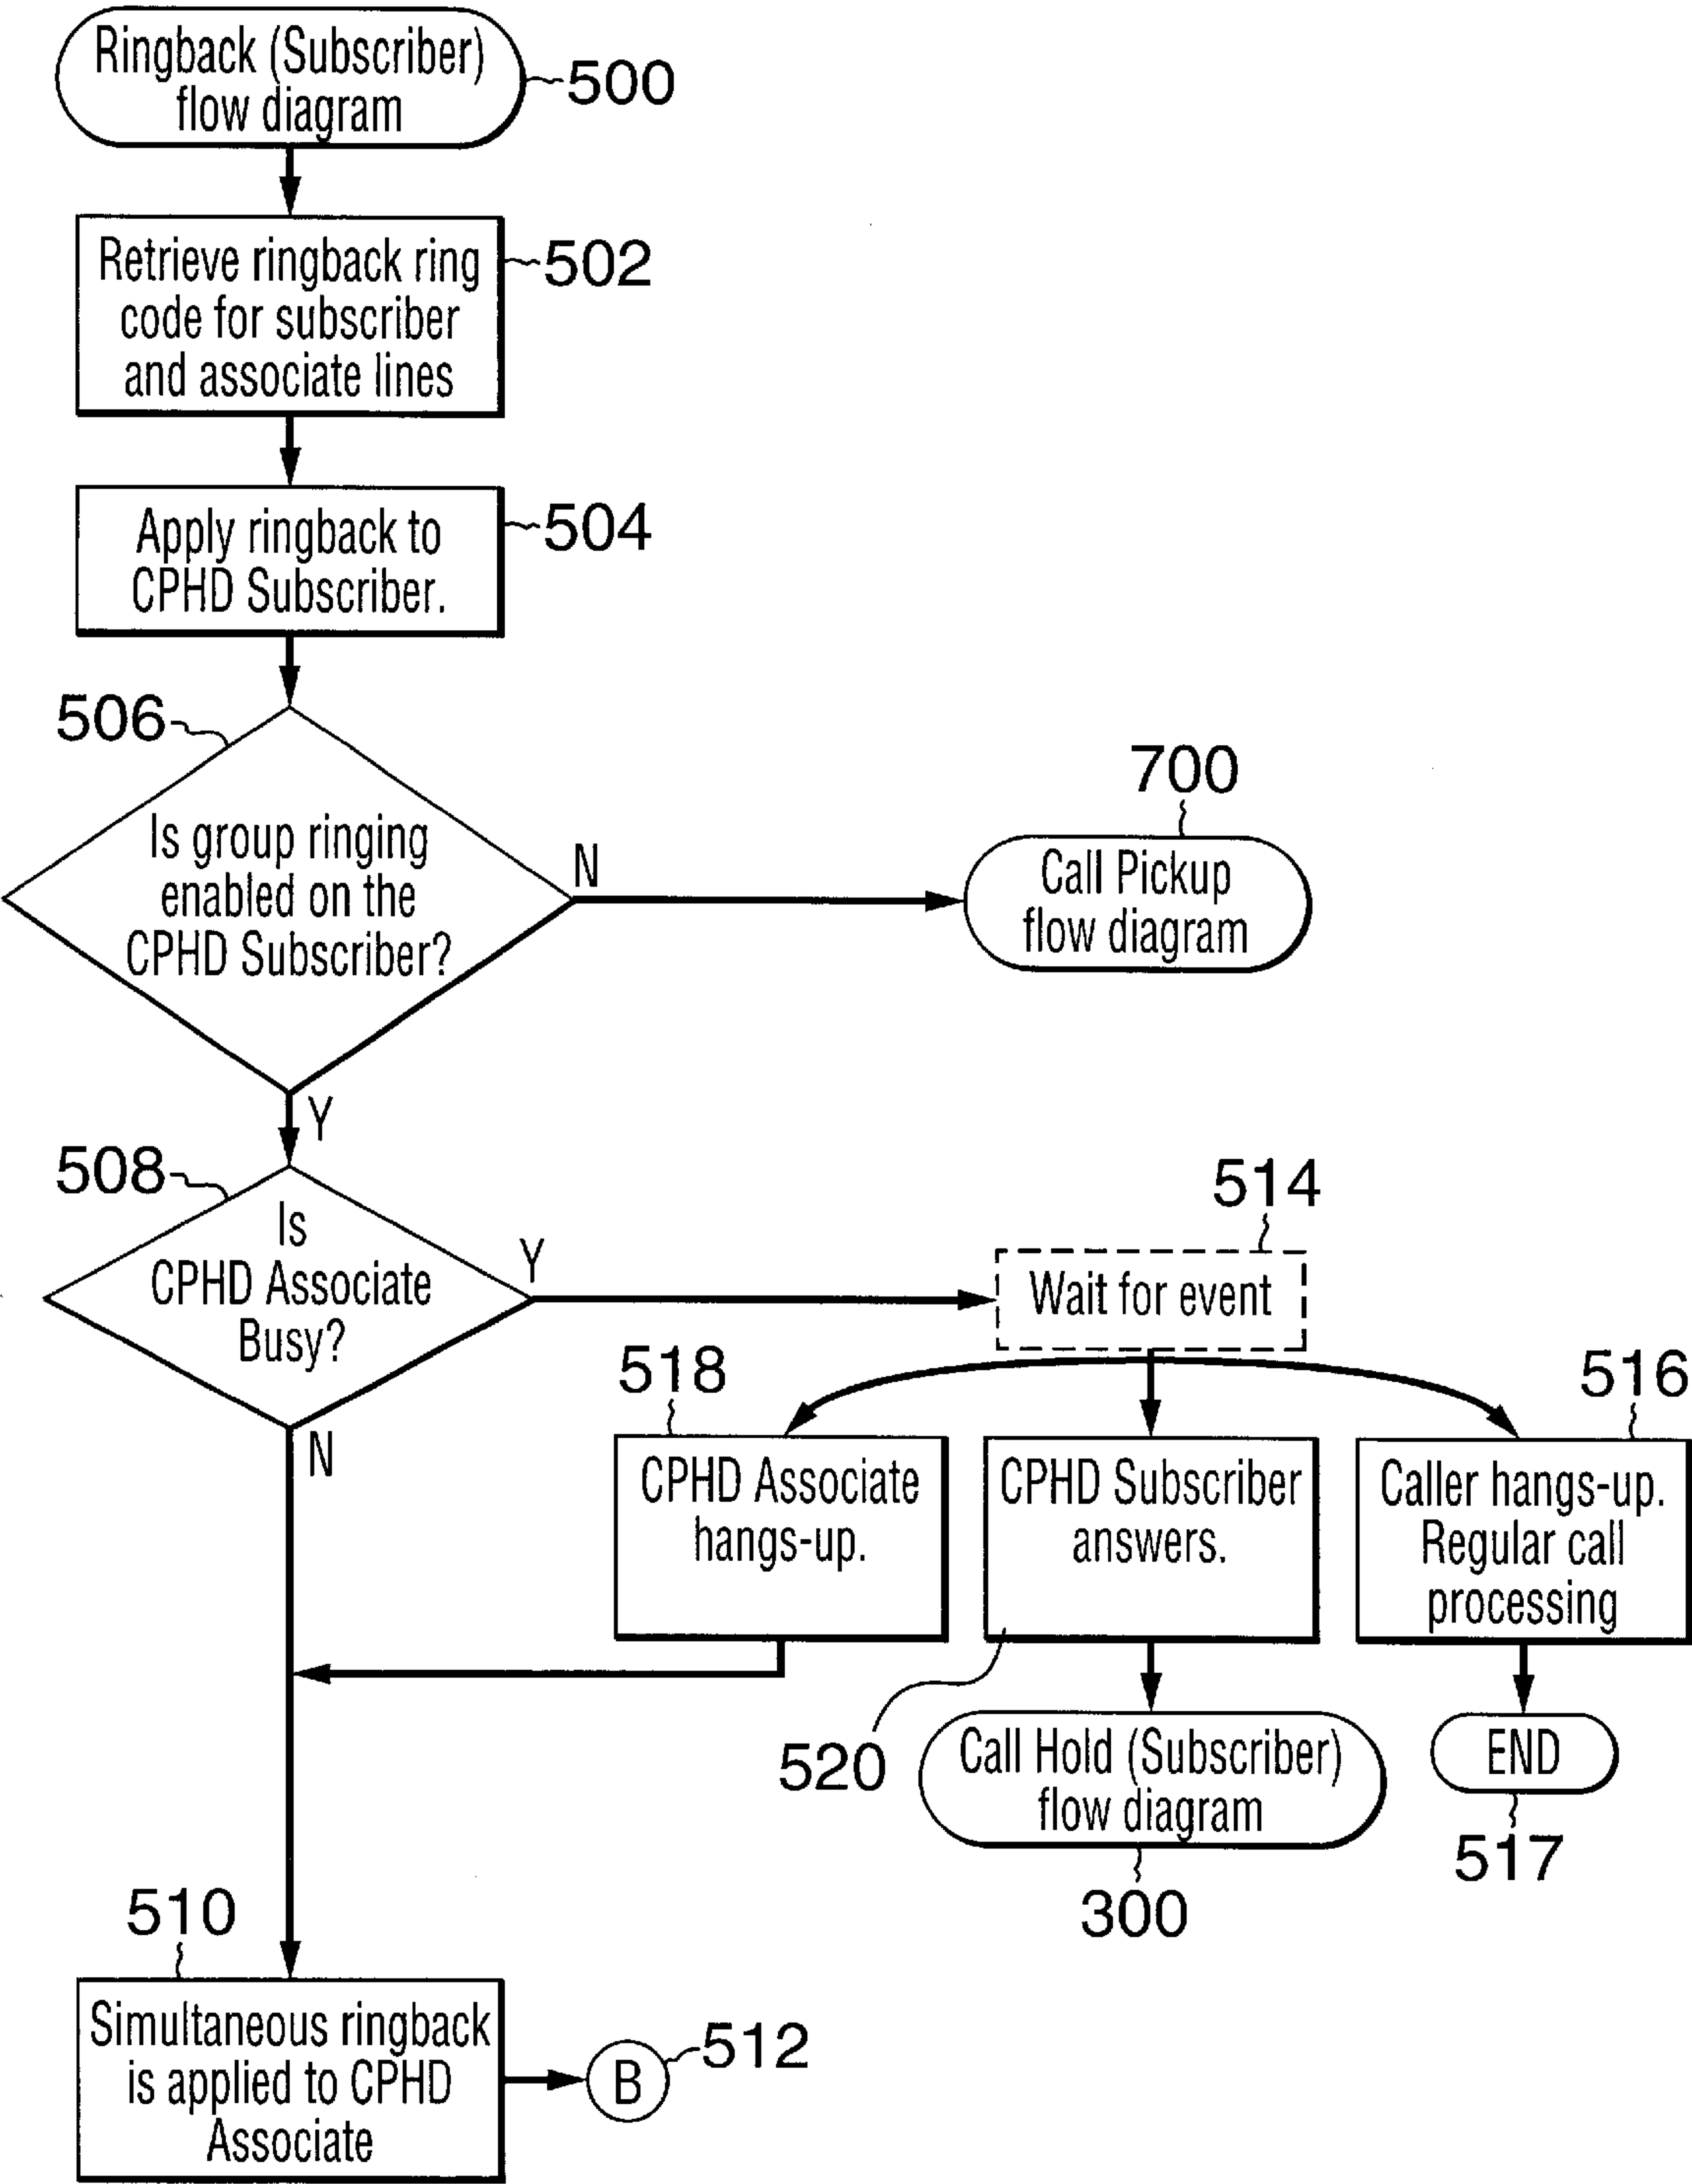 Ringback (Subscriber)
flow diagram
500
Retrieve ringback ring
code for subscriber
and associate lines
502
Apply ringback to
CPHD Subscriber.
504
506
Is group ringing
enabled on the
CPHD Subscriber?
N
700
Call Pickup
flow diagram
Y
508
Is
CPHD Associate
Busy?
Y
514
Wait for event
N
518
CPHD Associate
hangs-up.
CPHD Subscriber
answers.
516
Caller hangs-up.
Regular call
processing
520
Call Hold (Subscriber)
flow diagram
300
END
517
510
Simultaneous ringback
is applied to CPHD
Associate
B
512